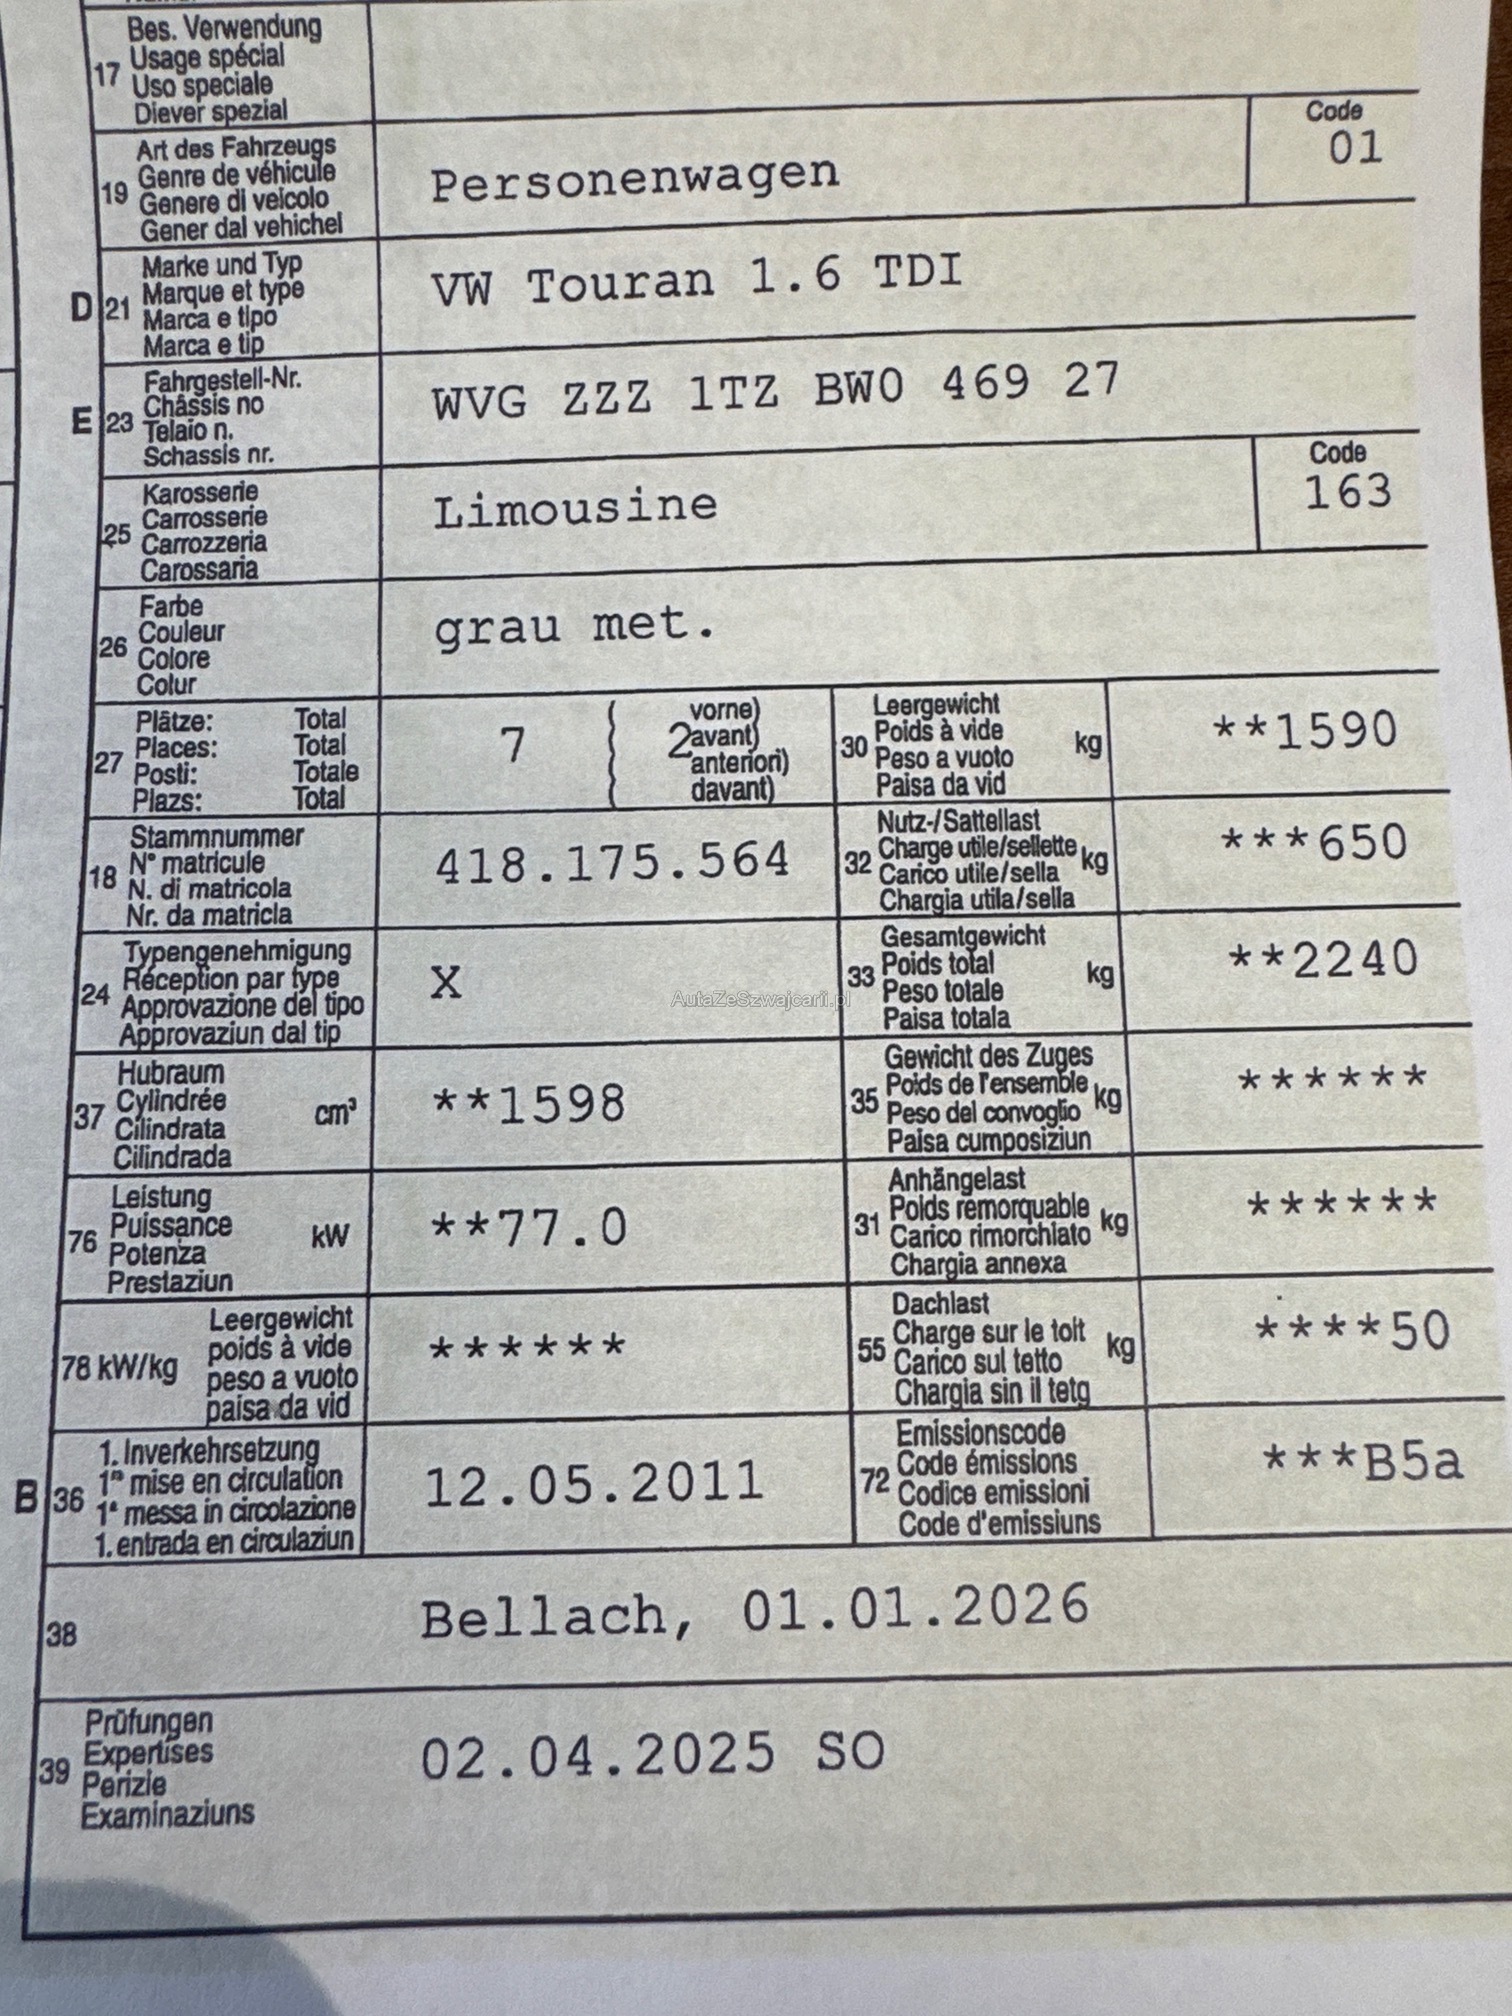 Bes. Verwendung
17 Usage spécial
Uso speciale
Diever spezial
Art des Fahrzeugs
19 Genre de véhicule
Genere di veicolo
Gener dal vehichel
Personenwagen
Code
01
Marke und Typ
D 21 Marque et type
Marca e tipo
Marca e tip
VW Touran 1.6 TDI
Fahrgestell-Nr.
E 23 Châssis no
Telaio n.
Schassis nr.
WVG ZZZ 1TZ BW0 469 27
Karosserie
25 Carrosserie
Carrozzeria
Carossaria
Limousine
Code
163
Farbe
26 Couleur
Colore
Colur
grau met.
Plätze: Total
27 Places: Total
Posti: Totale
Plazs: Total
7 ( 2 vorne)
avant)
anteriori)
davant)
Leergewicht
30 Poids à vide kg
Peso a vuoto
Paisa da vid
**1590
Stammnummer
18 N° matricule
N. di matricola
Nr. da matricla
418.175.564
Nutz-/Sattellast
32 Charge utile/sellette kg
Carico utile/sella
Chargia utila/sella
***650
Typengenehmigung
24 Réception par type
Approvazione del tipo
Approvaziun dal tip
X
Gesamtgewicht
33 Poids total kg
Peso totale
Paisa totala
**2240
AutaZeSzwajcarii.pl
Hubraum
37 Cylindrée cm³
Cilindrata
Cilindrada
**1598
Gewicht des Zuges
35 Poids de l'ensemble kg
Peso del convoglio
Paisa cumposiziun
******
Leistung
76 Puissance kW
Potenza
Prestaziun
**77.0
Anhängelast
31 Poids remorquable kg
Carico rimorchiato
Chargia annexa
******
Leergewicht
78 kW/kg poids à vide
peso a vuoto
paisa da vid
******
Dachlast
55 Charge sur le toit kg
Carico sul tetto
Chargia sin il tetg
****50
1. Inverkehrsetzung
B 36 1re mise en circulation
1a messa in circolazione
1. entrada en circulaziun
12.05.2011
Emissionscode
72 Code émissions
Codice emissioni
Code d'emissiuns
***B5a
38 Bellach, 01.01.2026
Prüfungen
39 Expertises
Perizie
Examinaziuns
02.04.2025 SO